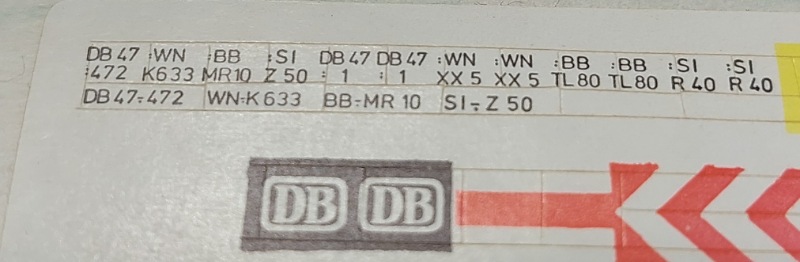 DB 47 :WN :BB :SI DB 47 DB 47 :WN :WN :BB :BB :SI :SI
:472 K633 MR10 Z 50 : 1 : 1 XX 5 XX 5 TL 80 TL 80 R 40 R 40
DB 47-:472 WN-:K 633 BB-:MR 10 SI-:Z 50
DB DB